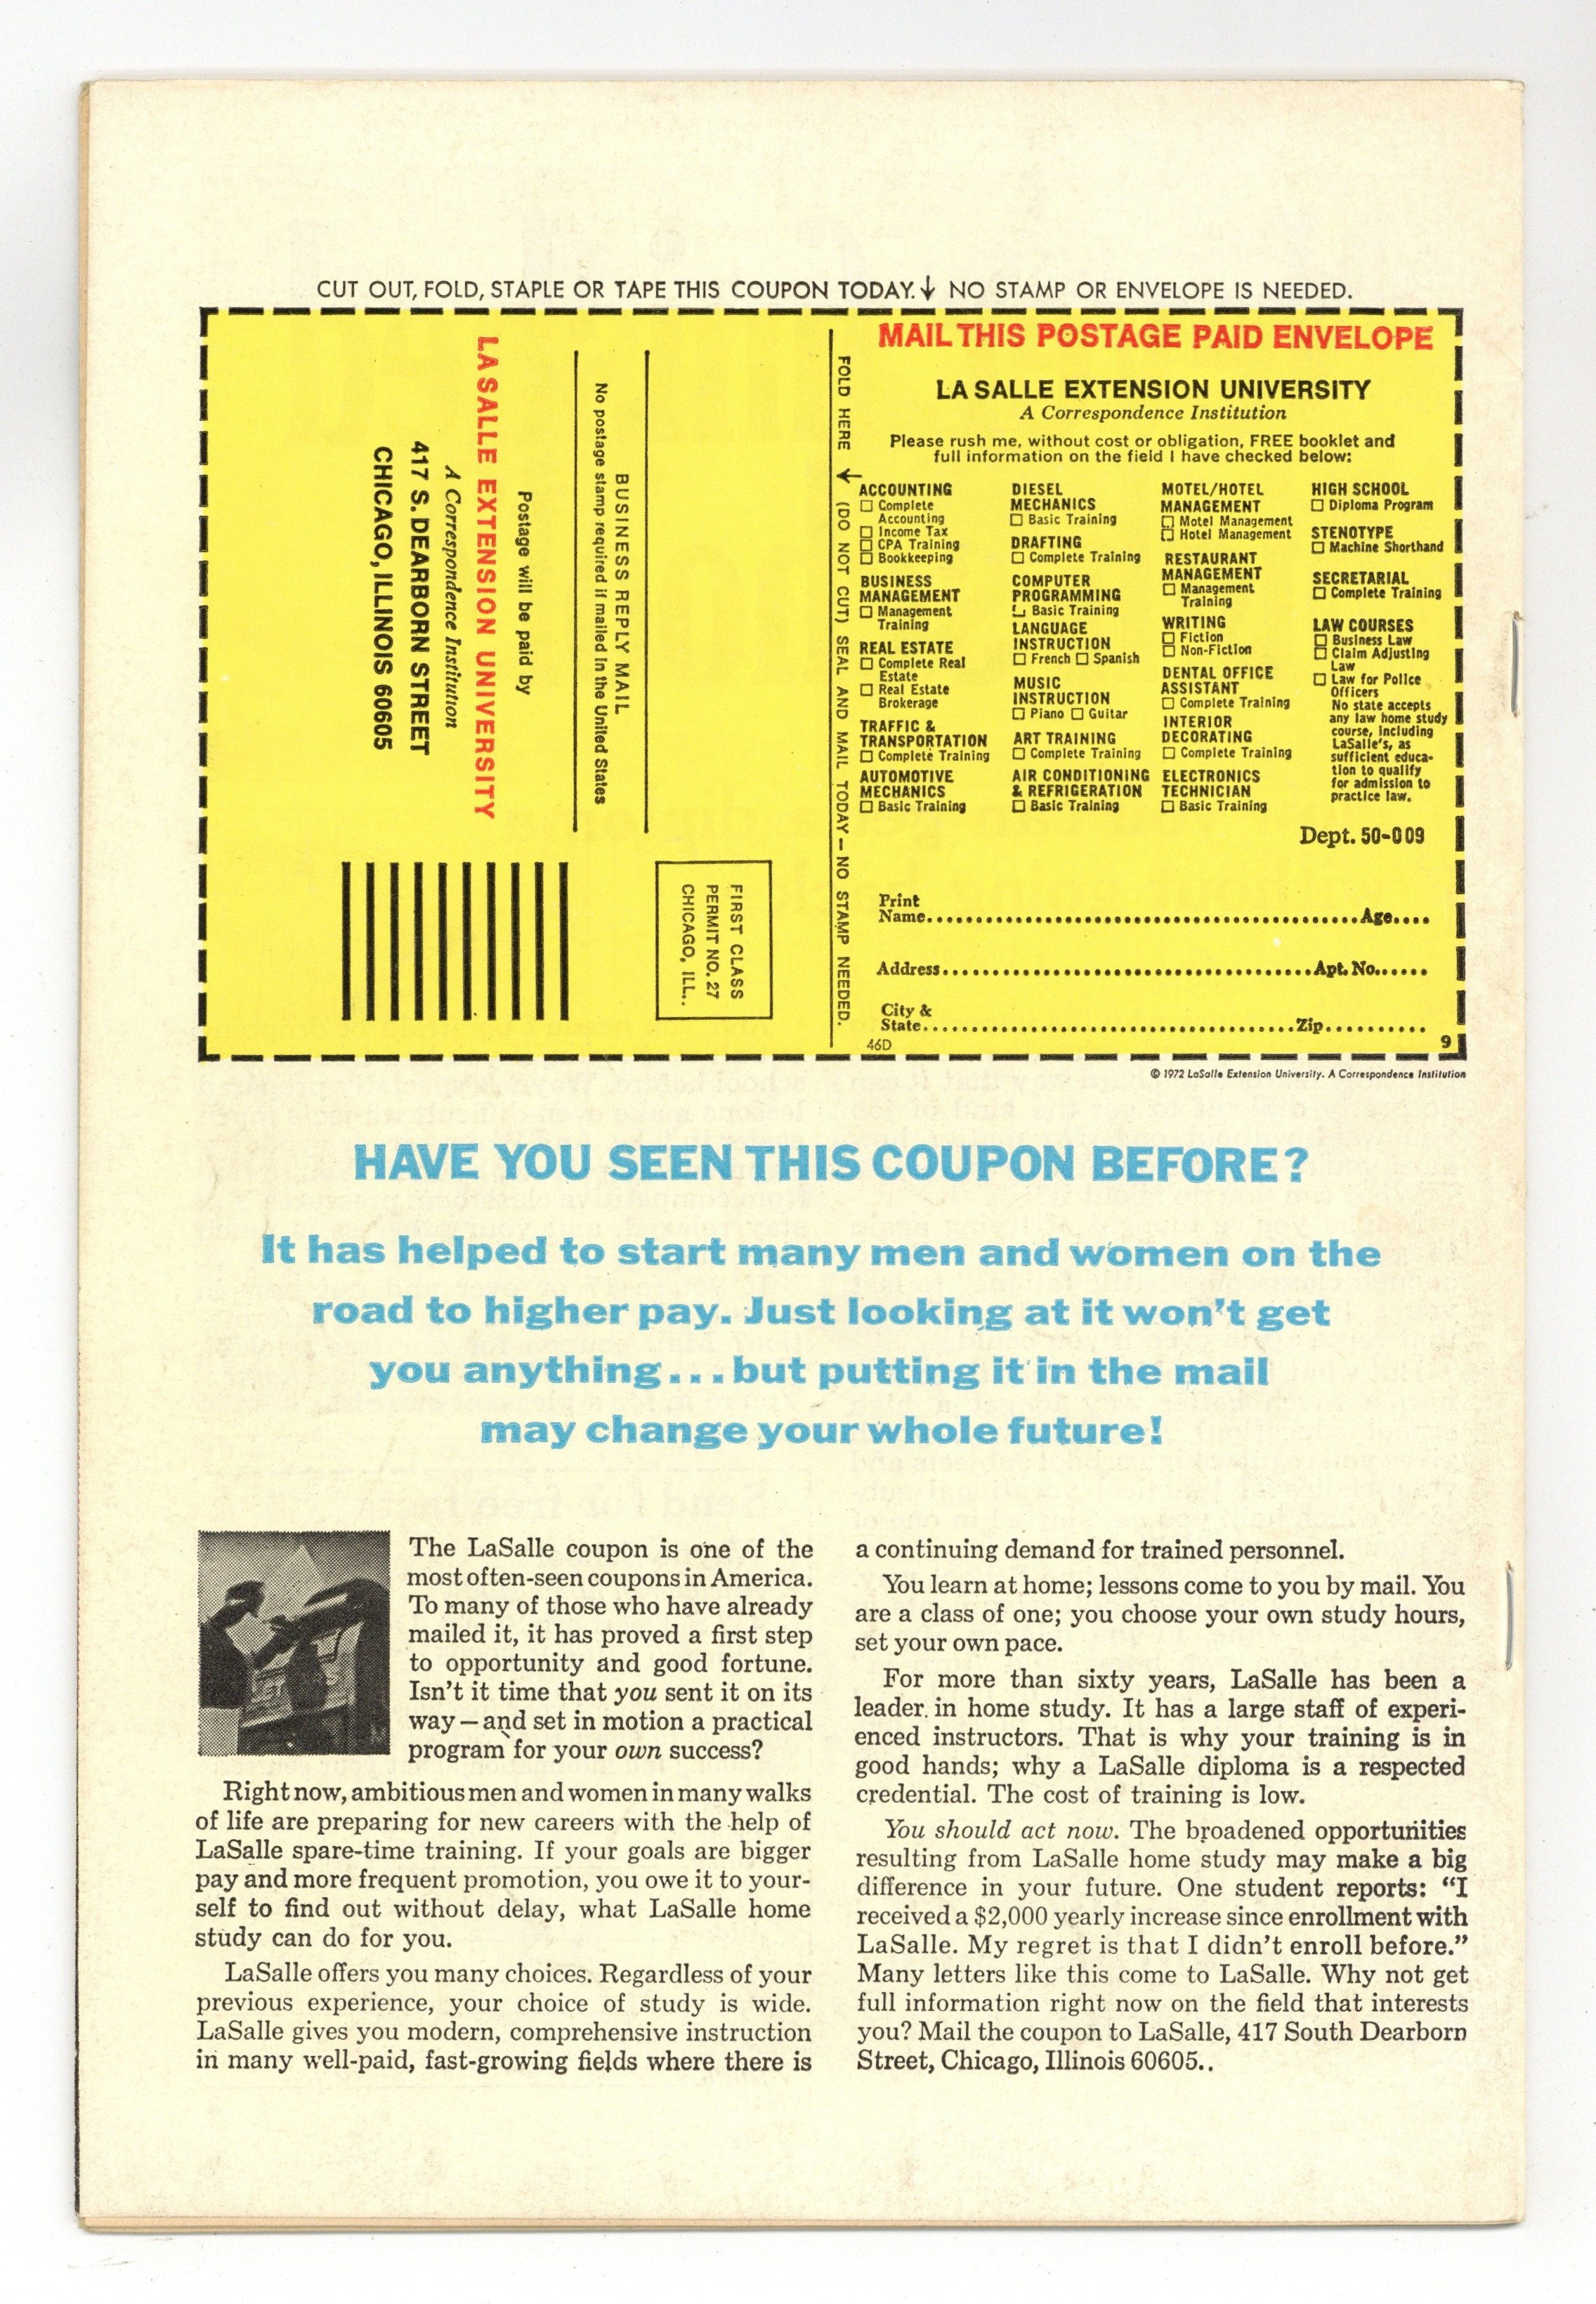 CUT OUT, FOLD, STAPLE OR TAPE THIS COUPON TODAY.↓ NO STAMP OR ENVELOPE IS NEEDED.
BUSINESS REPLY MAIL
No postage stamp required if mailed in the United States
Postage will be paid by
LA SALLE EXTENSION UNIVERSITY
A Correspondence Institution
417 S. DEARBORN STREET
CHICAGO, ILLINOIS 60605
FIRST CLASS
PERMIT NO. 27
CHICAGO, ILL..
FOLD HERE ↓ (DO NOT CUT) SEAL AND MAIL TODAY — NO STAMP NEEDED.
MAIL THIS POSTAGE PAID ENVELOPE
LA SALLE EXTENSION UNIVERSITY
A Correspondence Institution
Please rush me, without cost or obligation, FREE booklet and
full information on the field I have checked below:
ACCOUNTING
☐ Complete
Accounting
☐ Income Tax
☐ CPA Training
☐ Bookkeeping
BUSINESS
MANAGEMENT
☐ Management
Training
REAL ESTATE
☐ Complete Real
Estate
☐ Real Estate
Brokerage
TRAFFIC &
TRANSPORTATION
☐ Complete Training
AUTOMOTIVE
MECHANICS
☐ Basic Training
DIESEL
MECHANICS
☐ Basic Training
DRAFTING
☐ Complete Training
COMPUTER
PROGRAMMING
☐ Basic Training
LANGUAGE
INSTRUCTION
☐ French ☐ Spanish
MUSIC
INSTRUCTION
☐ Piano ☐ Guitar
ART TRAINING
☐ Complete Training
AIR CONDITIONING
& REFRIGERATION
☐ Basic Training
MOTEL/HOTEL
MANAGEMENT
☐ Motel Management
☐ Hotel Management
RESTAURANT
MANAGEMENT
☐ Management
Training
WRITING
☐ Fiction
☐ Non-Fiction
DENTAL OFFICE
ASSISTANT
☐ Complete Training
INTERIOR
DECORATING
☐ Complete Training
ELECTRONICS
TECHNICIAN
☐ Basic Training
HIGH SCHOOL
☐ Diploma Program
STENOTYPE
☐ Machine Shorthand
SECRETARIAL
☐ Complete Training
LAW COURSES
☐ Business Law
☐ Claim Adjusting
Law
☐ Law for Police
Officers
No state accepts
any law home study
course, including
LaSalle's, as
sufficient educa-
tion to qualify
for admission to
practice law.
Dept. 50-009
Print
Name.............................................Age....
Address......................................Apt. No......
City &
State......................................Zip..........
46D
9
© 1972 LaSalle Extension University. A Correspondence Institution
HAVE YOU SEEN THIS COUPON BEFORE?
It has helped to start many men and women on the
road to higher pay. Just looking at it won't get
you anything...but putting it in the mail
may change your whole future!
The LaSalle coupon is one of the
most often-seen coupons in America.
To many of those who have already
mailed it, it has proved a first step
to opportunity and good fortune.
Isn't it time that you sent it on its
way — and set in motion a practical
program for your own success?
Right now, ambitious men and women in many walks
of life are preparing for new careers with the help of
LaSalle spare-time training. If your goals are bigger
pay and more frequent promotion, you owe it to your-
self to find out without delay, what LaSalle home
study can do for you.
LaSalle offers you many choices. Regardless of your
previous experience, your choice of study is wide.
LaSalle gives you modern, comprehensive instruction
in many well-paid, fast-growing fields where there is
a continuing demand for trained personnel.
You learn at home; lessons come to you by mail. You
are a class of one; you choose your own study hours,
set your own pace.
For more than sixty years, LaSalle has been a
leader in home study. It has a large staff of experi-
enced instructors. That is why your training is in
good hands; why a LaSalle diploma is a respected
credential. The cost of training is low.
You should act now. The broadened opportunities
resulting from LaSalle home study may make a big
difference in your future. One student reports: “I
received a $2,000 yearly increase since enrollment with
LaSalle. My regret is that I didn't enroll before.”
Many letters like this come to LaSalle. Why not get
full information right now on the field that interests
you? Mail the coupon to LaSalle, 417 South Dearborn
Street, Chicago, Illinois 60605..